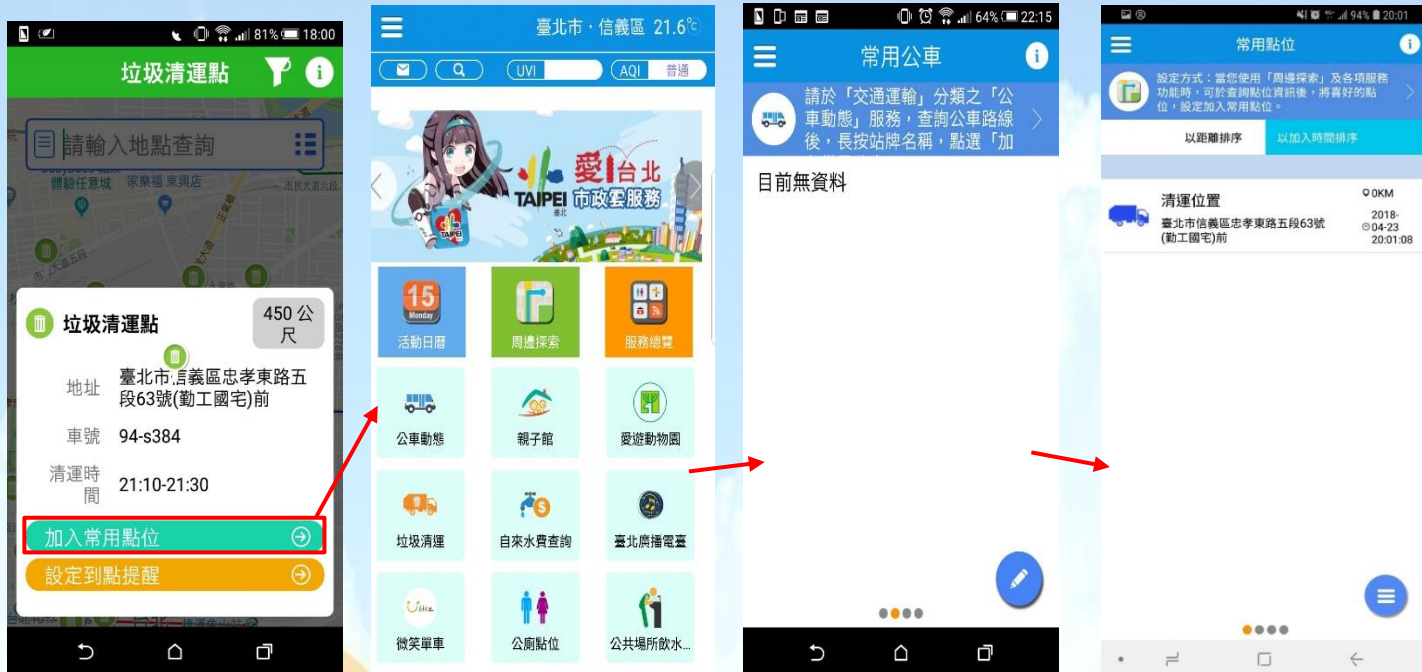 81% 18:00
垃圾清運點
請輸入地點查詢
體驗任意城 家樂福 東興店
市民大道六段
垃圾清運點
450 公
尺
地址
臺北市信義區忠孝東路五
段63號(勤工國宅)前
車號 94-s384
清運時
間
21:10-21:30
加入常用點位
設定到點提醒
臺北市・信義區 21.6℃
UVI
AQI 普通
愛台北
TAIPEI 市政雲服務
臺北
TAIPEI
15
Monday
活動日曆
周邊探索
服務總覽
公車動態
親子館
愛遊動物園
垃圾清運
自來水費查詢
臺北廣播電臺
微笑單車
公廁點位
公共場所飲水...
64% 22:15
常用公車
請於「交通運輸」分類之「公
車動態」服務，查詢公車路線
後，長按站牌名稱，點選「加
目前無資料
94% 20:01
常用點位
設定方式：當您使用「周邊探索」及各項服務
功能時，可於查詢點位資訊後，將喜好的點
位，設定加入常用點位。
以距離排序
以加入時間排序
清運位置
臺北市信義區忠孝東路五段63號
(勤工國宅)前
0KM
2018-
04-23
20:01:08